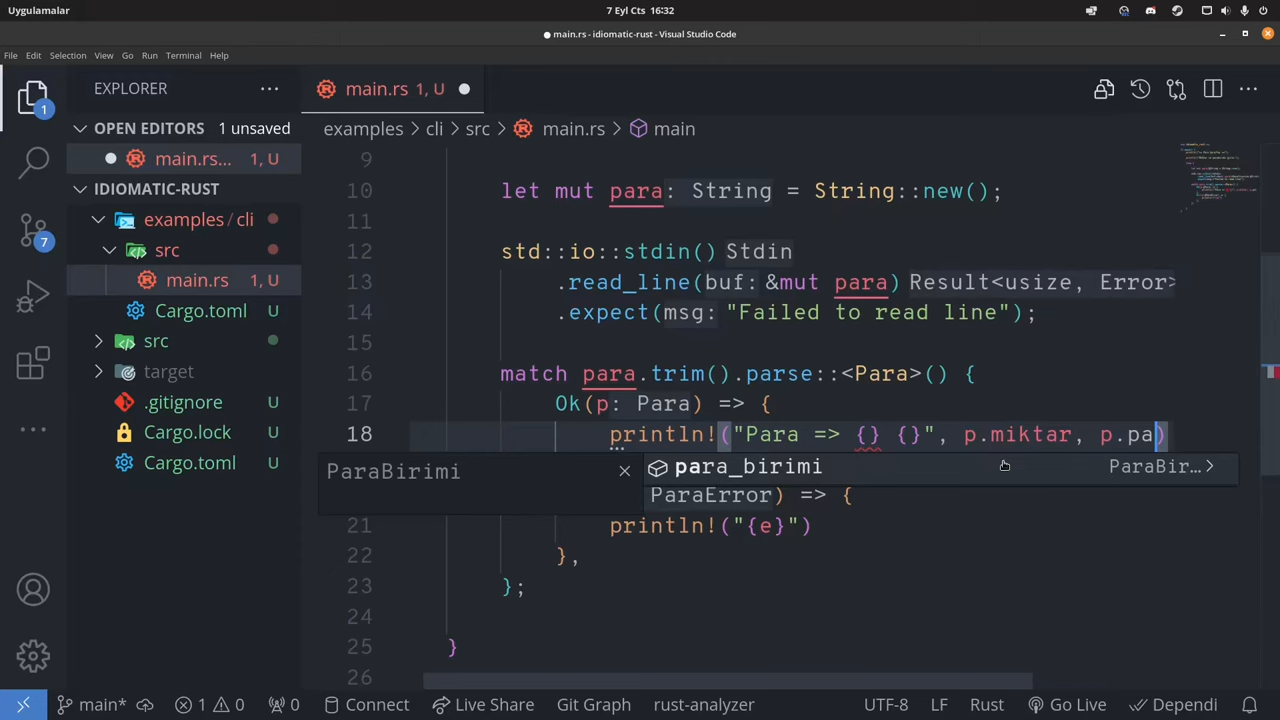 Uygulamalar
7 Eyl Cts 16:32
● main.rs - idiomatic-rust - Visual Studio Code
File Edit Selection View Go Run Terminal Help
EXPLORER
main.rs 1, U
OPEN EDITORS 1 unsaved
main.rs... 1, U
IDIOMATIC-RUST
examples / cli
src
main.rs 1, U
Cargo.toml U
src
target
.gitignore U
Cargo.lock U
Cargo.toml U
1
7
examples > cli > src > main.rs > main
9
10 let mut para: String = String::new();
11
12 std::io::stdin() Stdin
13 .read_line(buf: &mut para) Result<usize, Error>
14 .expect(msg: "Failed to read line");
15
16 match para.trim().parse::<Para>() {
17 Ok(p: Para) => {
18 println!("Para => {} {}", p.miktar, p.pa)
ParaBirimi
para_birimi ParaBir...
ParaError) => {
21 println!("{e}")
22 },
23 };
24
25 }
26
main* 1 0 0 Connect Live Share Git Graph rust-analyzer UTF-8 LF Rust Go Live Dependi